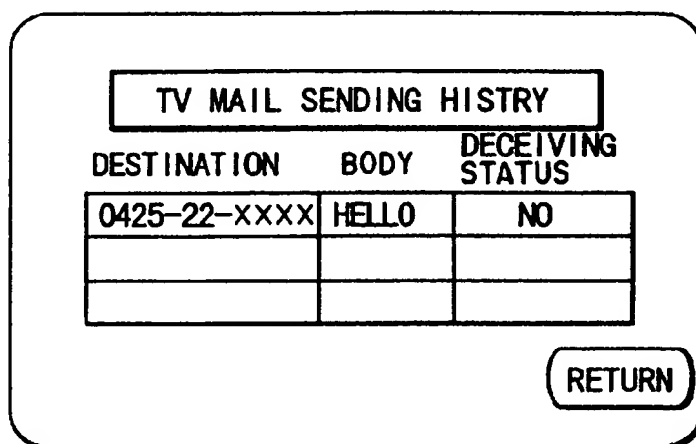 TV MAIL SENDING HISTRY
DESTINATION BODY DECEIVING STATUS
0425-22-XXXX HELLO NO
RETURN